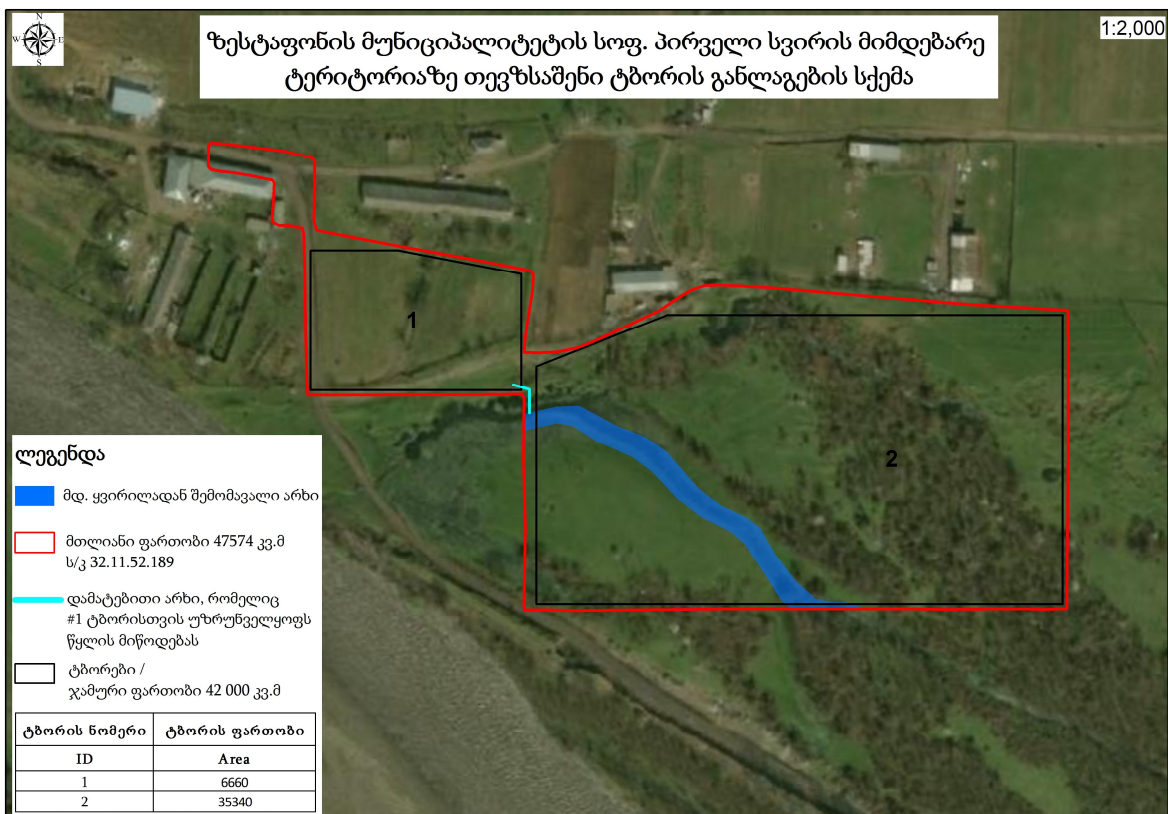 N
W E
S
ზესტაფონის მუნიციპალიტეტის სოფ. პირველი სვირის მიმდებარე
ტერიტორიაზე თევზსაშენი ტბორის განლაგების სქემა
1:2,000
1
2
ლეგენდა
მდ. ყვირილადან შემომავალი არხი
მთლიანი ფართობი 47574 კვ.მ
ს/კ 32.11.52.189
დამატებითი არხი, რომელიც
#1 ტბორისთვის უზრუნველყოფს
წყლის მიწოდებას
ტბორები /
ჯამური ფართობი 42 000 კვ.მ
ტბორის ნომერი ტბორის ფართობი
ID Area
1 6660
2 35340